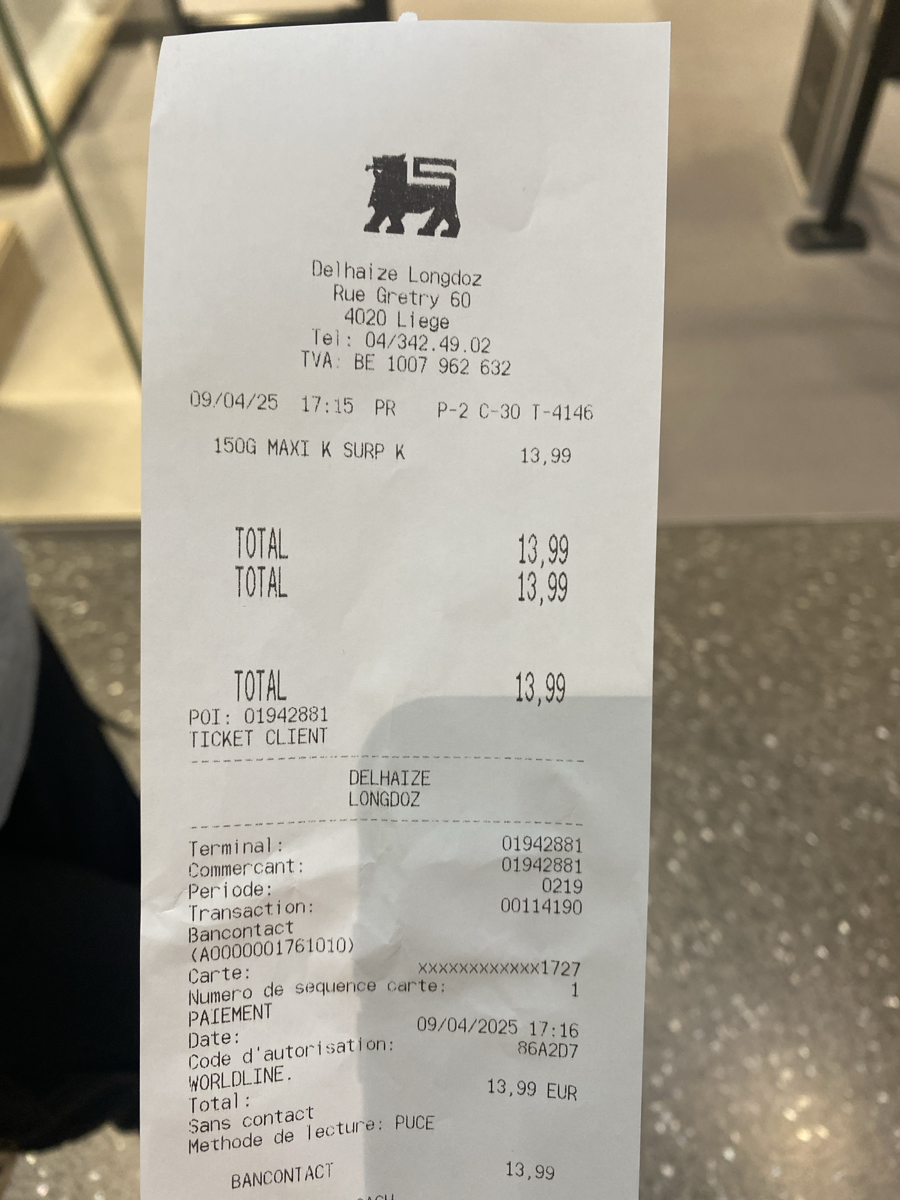 Delhaize Longdoz
Rue Gretry 60
4020 Liege
Tel: 04/342.49.02
TVA: BE 1007 962 632
09/04/25 17:15 PR P-2 C-30 T-4146
150G MAXI K SURP K 13,99
TOTAL 13,99
TOTAL 13,99
TOTAL 13,99
POI: 01942881
TICKET CLIENT
DELHAIZE
LONGDOZ
Terminal: 01942881
Commercant: 01942881
Periode: 0219
Transaction: 00114190
Bancontact
(A0000001761010)
Carte: xxxxxxxxxxxx1727
Numero de sequence carte: 1
PAIEMENT
Date: 09/04/2025 17:16
Code d'autorisation: 86A2D7
WORLDLINE.
Total: 13,99 EUR
Sans contact
Methode de lecture: PUCE
BANCONTACT 13,99